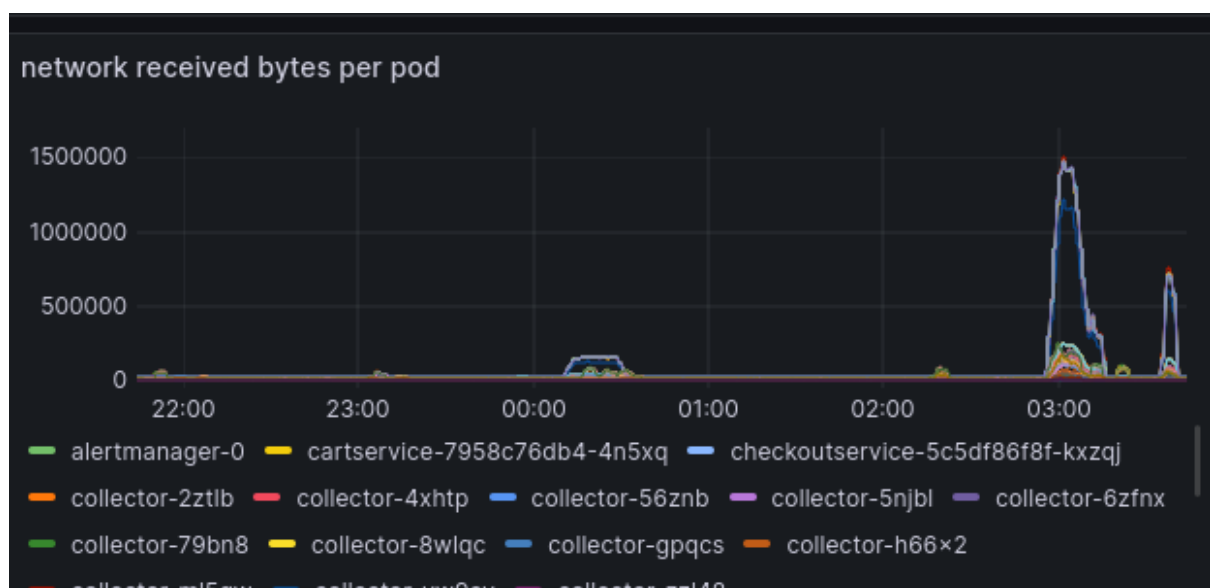 network received bytes per pod
1500000
1000000
500000
0
22:00 23:00 00:00 01:00 02:00 03:00
alertmanager-0 cartservice-7958c76db4-4n5xq checkoutservice-5c5df86f8f-kxzqj
collector-2ztlb collector-4xhtp collector-56znb collector-5njbl collector-6zfnx
collector-79bn8 collector-8wlqc collector-gpqcs collector-h66×2